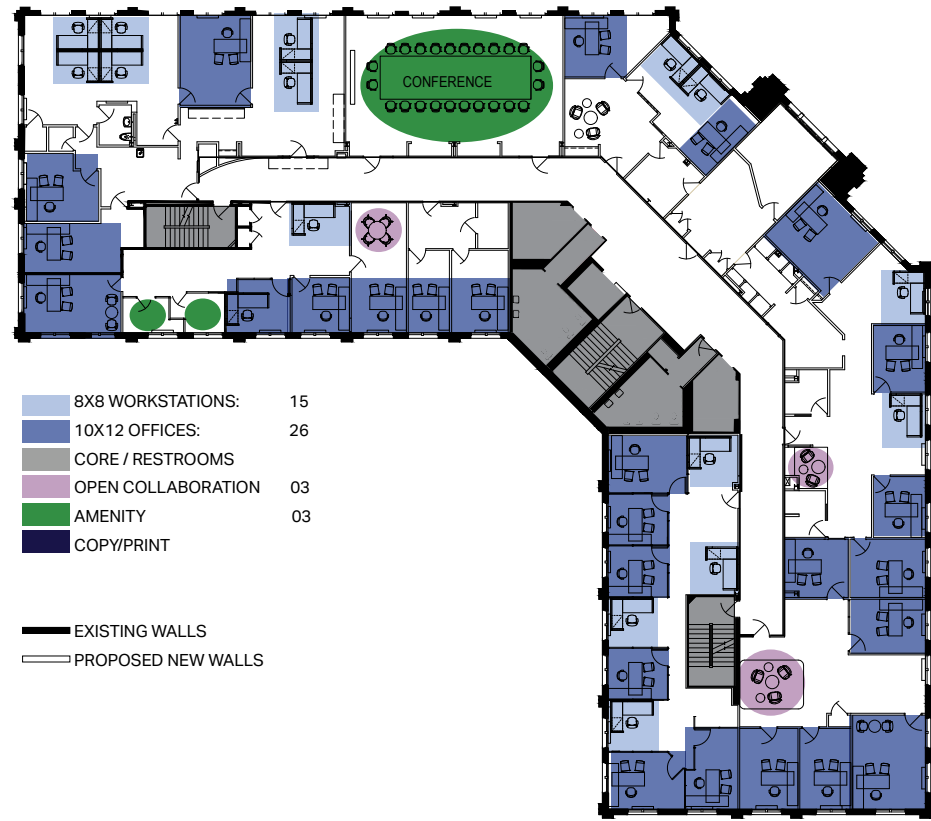 CONFERENCE
8X8 WORKSTATIONS: 15
10X12 OFFICES: 26
CORE / RESTROOMS
OPEN COLLABORATION 03
AMENITY 03
COPY/PRINT
EXISTING WALLS
PROPOSED NEW WALLS